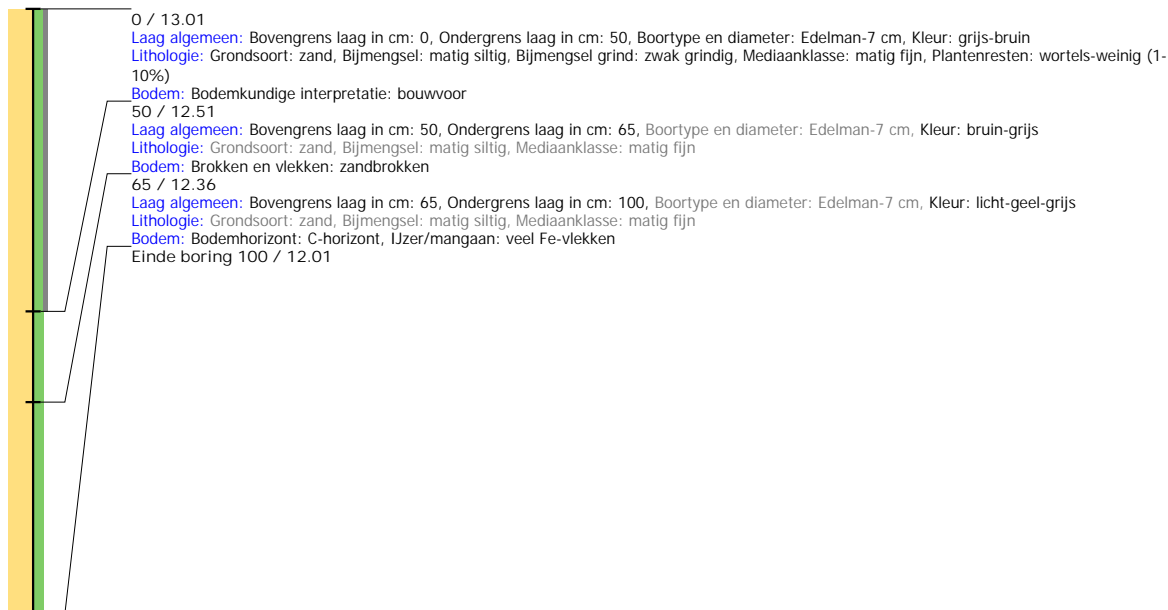 0 / 13.01
Laag algemeen: Bovengrens laag in cm: 0, Ondergrens laag in cm: 50, Boortype en diameter: Edelman-7 cm, Kleur: grijs-bruin
Lithologie: Grondsoort: zand, Bijmengsel: matig siltig, Bijmengsel grind: zwak grindig, Mediaanklasse: matig fijn, Plantenresten: wortels-weinig (1-
10%)
Bodem: Bodemkundige interpretatie: bouwvoor
50 / 12.51
Laag algemeen: Bovengrens laag in cm: 50, Ondergrens laag in cm: 65, Boortype en diameter: Edelman-7 cm, Kleur: bruin-grijs
Lithologie: Grondsoort: zand, Bijmengsel: matig siltig, Mediaanklasse: matig fijn
Bodem: Brokken en vlekken: zandbrokken
65 / 12.36
Laag algemeen: Bovengrens laag in cm: 65, Ondergrens laag in cm: 100, Boortype en diameter: Edelman-7 cm, Kleur: licht-geel-grijs
Lithologie: Grondsoort: zand, Bijmengsel: matig siltig, Mediaanklasse: matig fijn
Bodem: Bodemhorizont: C-horizont, IJzer/mangaan: veel Fe-vlekken
Einde boring 100 / 12.01